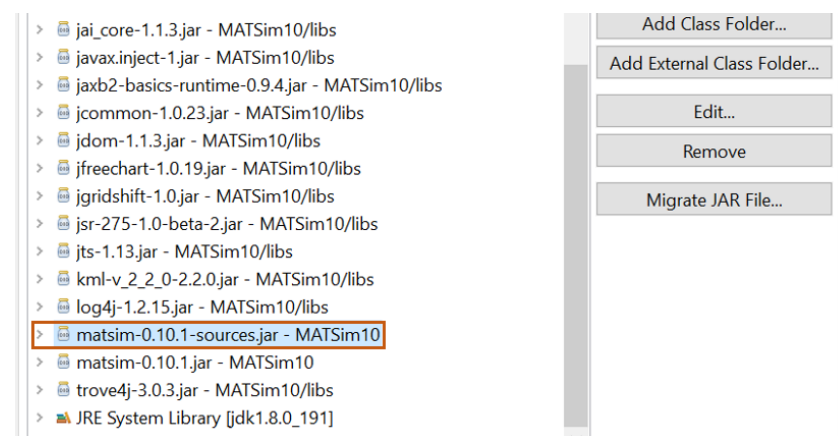 jai_core-1.1.3.jar - MATSim10/libs
javax.inject-1.jar - MATSim10/libs
jaxb2-basics-runtime-0.9.4.jar - MATSim10/libs
jcommon-1.0.23.jar - MATSim10/libs
jdom-1.1.3.jar - MATSim10/libs
jfreechart-1.0.19.jar - MATSim10/libs
jgridshift-1.0.jar - MATSim10/libs
jsr-275-1.0-beta-2.jar - MATSim10/libs
jts-1.13.jar - MATSim10/libs
kml-v_2_2_0-2.2.0.jar - MATSim10/libs
log4j-1.2.15.jar - MATSim10/libs
matsim-0.10.1-sources.jar - MATSim10
matsim-0.10.1.jar - MATSim10
trove4j-3.0.3.jar - MATSim10/libs
JRE System Library [jdk1.8.0_191]
Add Class Folder...
Add External Class Folder...
Edit...
Remove
Migrate JAR File...